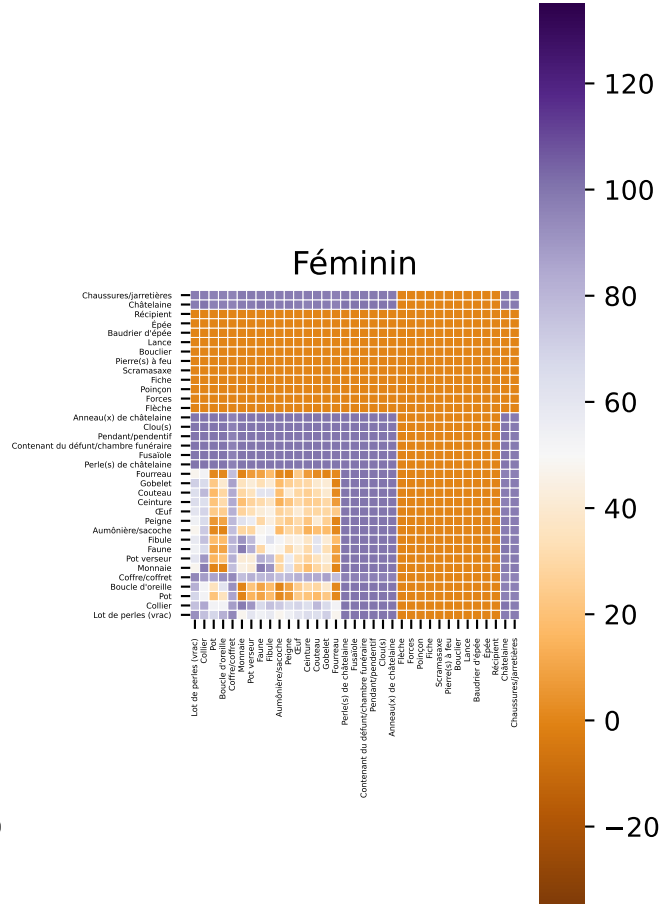 Féminin
Chaussures/jarretières
Châtelaine
Récipient
Épée
Baudrier d'épée
Lance
Bouclier
Pierre(s) à feu
Scramasaxe
Fiche
Poinçon
Forces
Flèche
Anneau(x) de châtelaine
Clou(s)
Pendant/pendentif
Contenant du défunt/chambre funéraire
Fusaïole
Perle(s) de châtelaine
Fourreau
Gobelet
Couteau
Ceinture
Œuf
Peigne
Aumônière/sacoche
Fibule
Faune
Pot verseur
Monnaie
Coffre/coffret
Boucle d'oreille
Pot
Collier
Lot de perles (vrac)
Lot de perles (vrac)
Collier
Pot
Boucle d'oreille
Coffre/coffret
Monnaie
Pot verseur
Faune
Fibule
Aumônière/sacoche
Peigne
Œuf
Ceinture
Couteau
Gobelet
Fourreau
Perle(s) de châtelaine
Fusaïole
Contenant du défunt/chambre funéraire
Pendant/pendentif
Clou(s)
Anneau(x) de châtelaine
Flèche
Forces
Poinçon
Fiche
Scramasaxe
Pierre(s) à feu
Bouclier
Lance
Baudrier d'épée
Épée
Récipient
Châtelaine
Chaussures/jarretières
120
100
80
60
40
20
0
−20